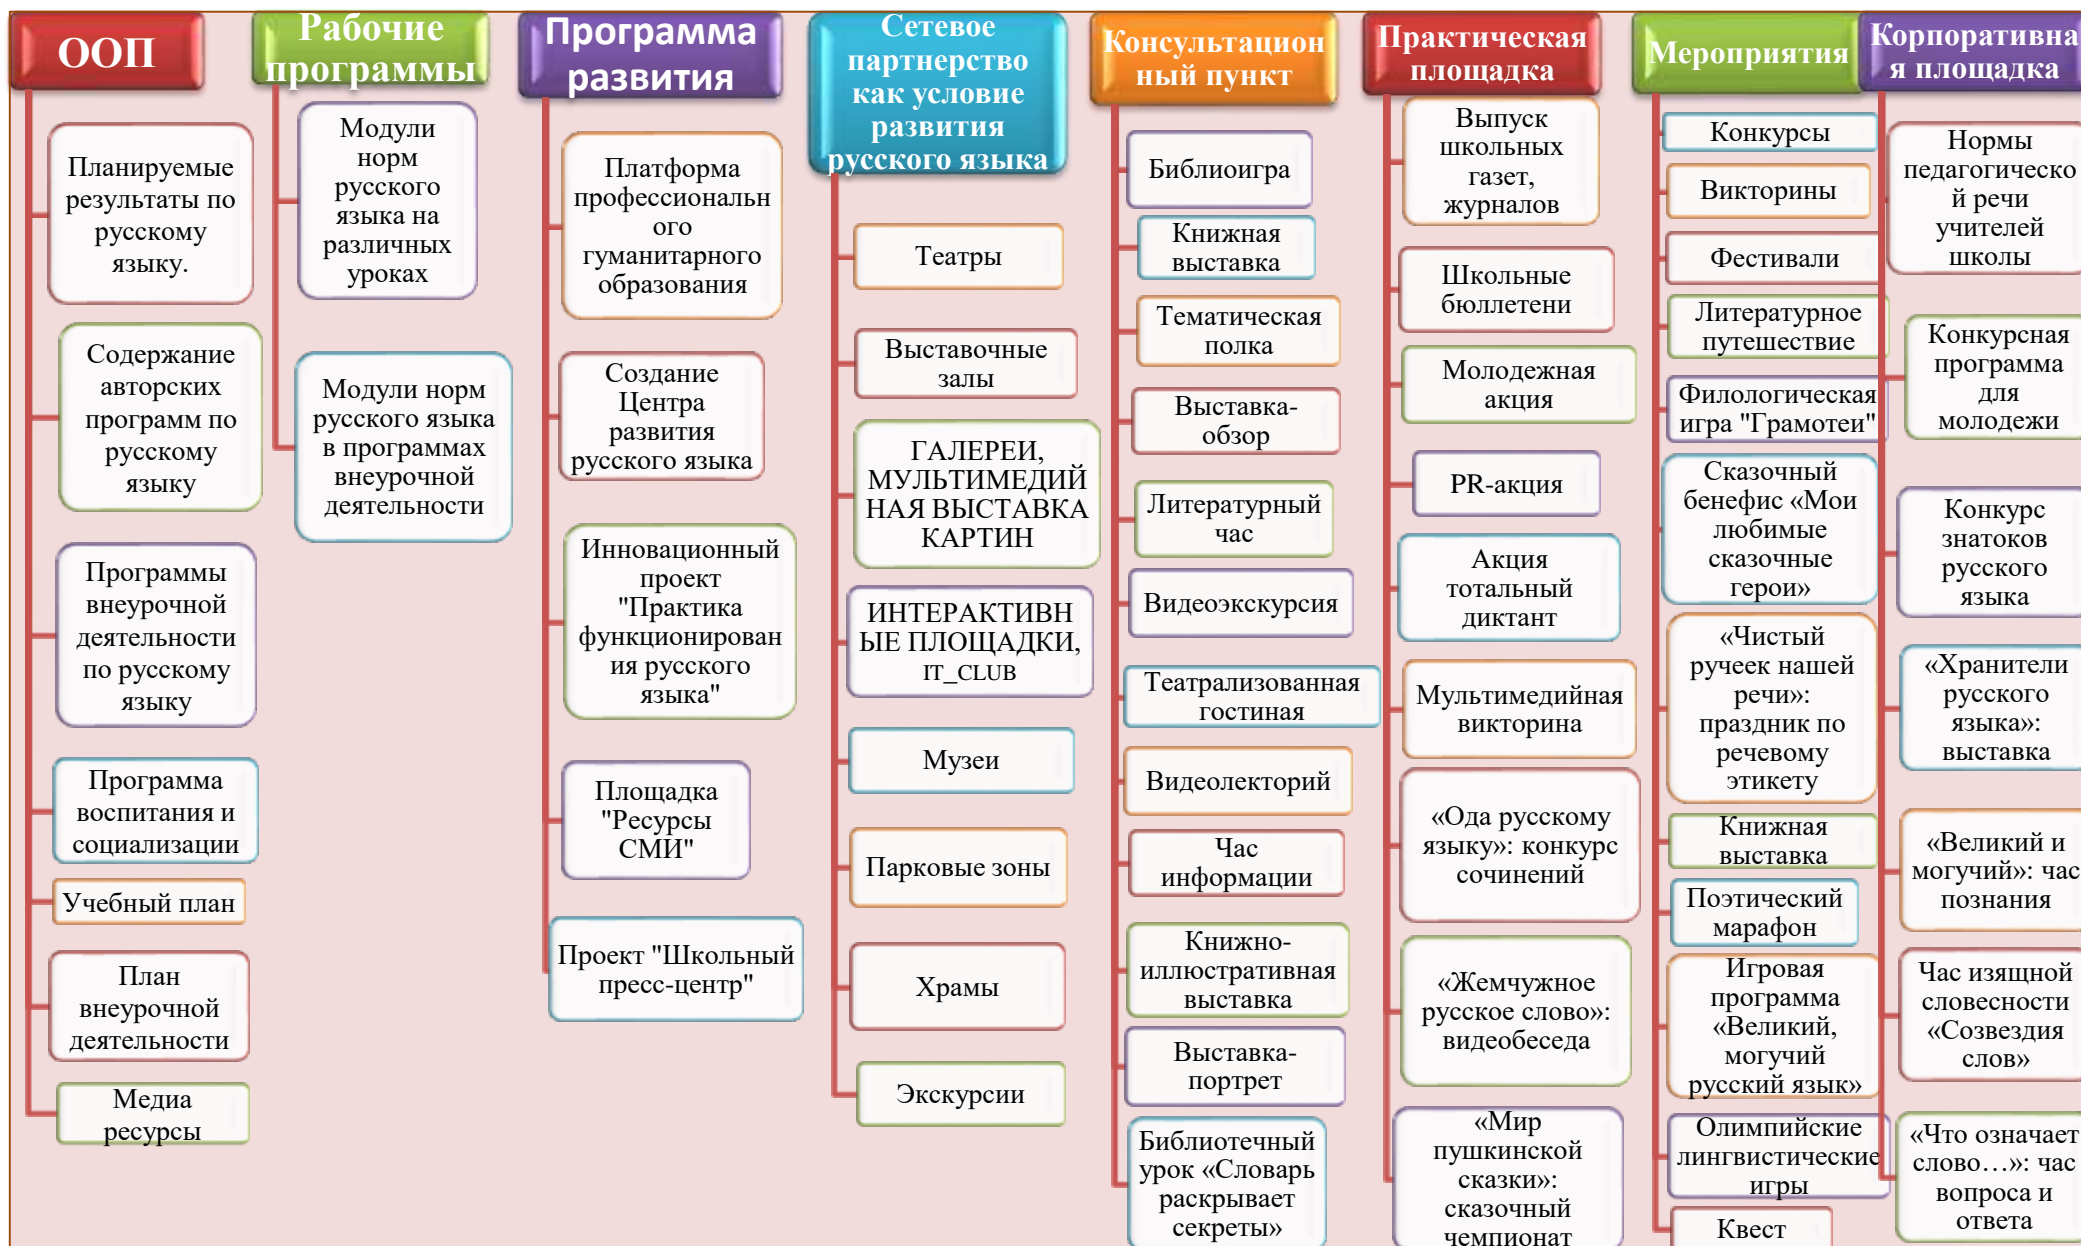 ООП
Планируемые
результаты по
русскому
языку.
Содержание
авторских
программ по
русскому
языку
Программы
внеурочной
деятельности
по русскому
языку
Программа
воспитания и
социализации
Учебный план
План
внеурочной
деятельности
Медиа
ресурсы
Рабочие
программы
Модули
норм
русского
языка на
различных
уроках
Модули норм
русского языка
в программах
внеурочной
деятельности
Программа
развития
Платформа
профессиональн
ого
гуманитарного
образования
Создание
Центра
развития
русского языка
Инновационный
проект
"Практика
функционирован
ия русского
языка"
Площадка
"Ресурсы
СМИ"
Проект "Школьный
пресс-центр"
Сетевое
партнерство
как условие
развития
русского языка
Театры
Выставочные
залы
ГАЛЕРЕИ,
МУЛЬТИМЕДИЙ
НАЯ ВЫСТАВКА
КАРТИН
ИНТЕРАКТИВН
ЫЕ ПЛОЩАДКИ,
IT_CLUB
Музеи
Парковые зоны
Храмы
Экскурсии
Консультацион
ный пункт
Библиоигра
Книжная
выставка
Тематическая
полка
Выставка-
обзор
Литературный
час
Видеоэкскурсия
Театрализованная
гостиная
Видеолекторий
Час
информации
Книжно-
иллюстративная
выставка
Выставка-
портрет
Библиотечный
урок «Словарь
раскрывает
секреты»
Практическая
площадка
Выпуск
школьных
газет,
журналов
Школьные
бюллетени
Молодежная
акция
PR-акция
Акция
тотальный
диктант
Мультимедийная
викторина
«Ода русскому
языку»: конкурс
сочинений
«Жемчужное
русское слово»:
видеобеседа
«Мир
пушкинской
сказки»:
сказочный
чемпионат
Мероприятия
Конкурсы
Викторины
Фестивали
Литературное
путешествие
Филологическая
игра "Грамотеи"
Сказочный
бенефис «Мои
любимые
сказочные
герои»
«Чистый
ручеек нашей
речи»:
праздник по
речевому
этикету
Книжная
выставка
Поэтический
марафон
Игровая
программа
«Великий,
могучий
русский язык»
Олимпийские
лингвистические
игры
Квест
Корпоративна
я площадка
Нормы
педагогическо
й речи
учителей
школы
Конкурсная
программа
для
молодежи
Конкурс
знатоков
русского
языка
«Хранители
русского
языка»:
выставка
«Великий и
могучий»: час
познания
Час изящной
словесности
«Созвездия
слов»
«Что означает
слово…»: час
вопроса и
ответа